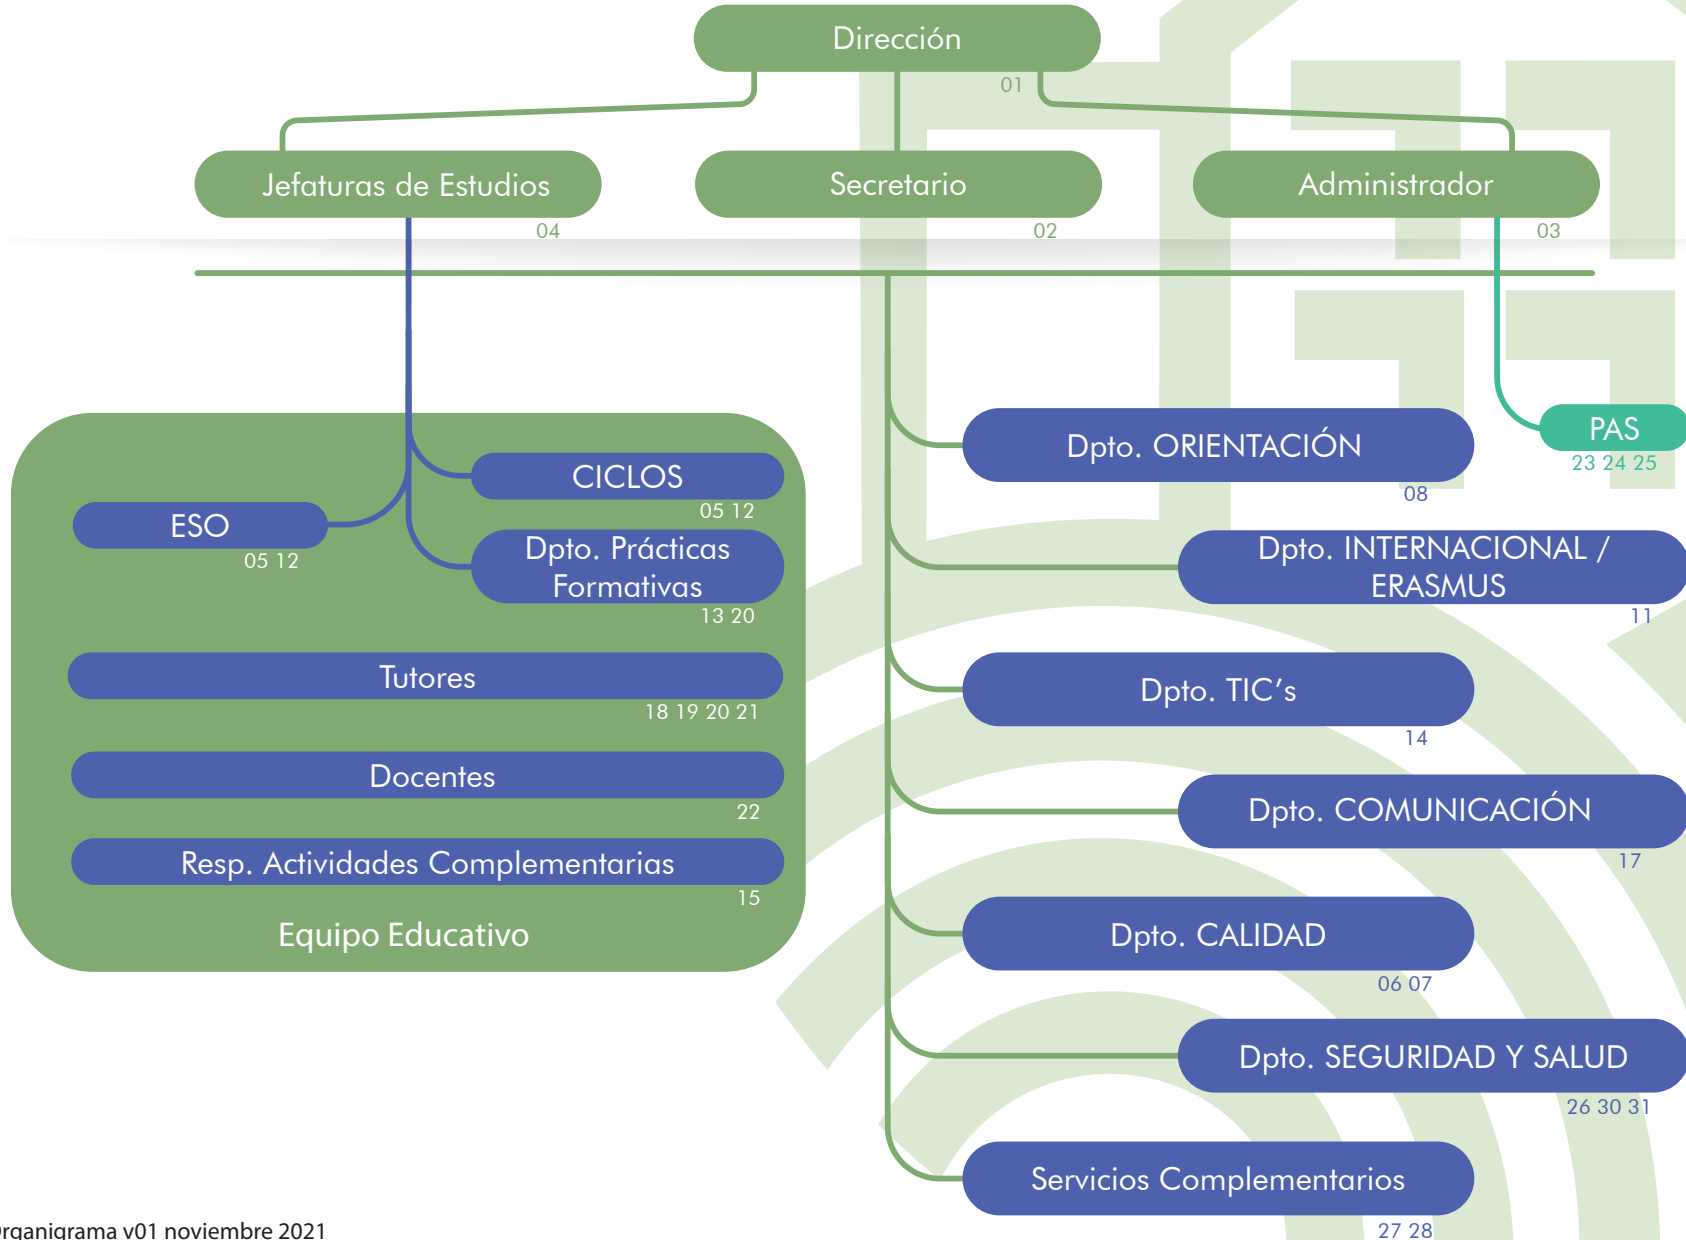 Dirección
01
Jefaturas de Estudios
04
Secretario
02
Administrador
03
PAS
23 24 25
CICLOS
05 12
ESO
05 12
Dpto. Prácticas
Formativas
13 20
Tutores
18 19 20 21
Docentes
22
Resp. Actividades Complementarias
15
Equipo Educativo
Dpto. ORIENTACIÓN
08
Dpto. INTERNACIONAL /
ERASMUS
11
Dpto. TIC’s
14
Dpto. COMUNICACIÓN
17
Dpto. CALIDAD
06 07
Dpto. SEGURIDAD Y SALUD
26 30 31
Servicios Complementarios
27 28
Organigrama v01 noviembre 2021